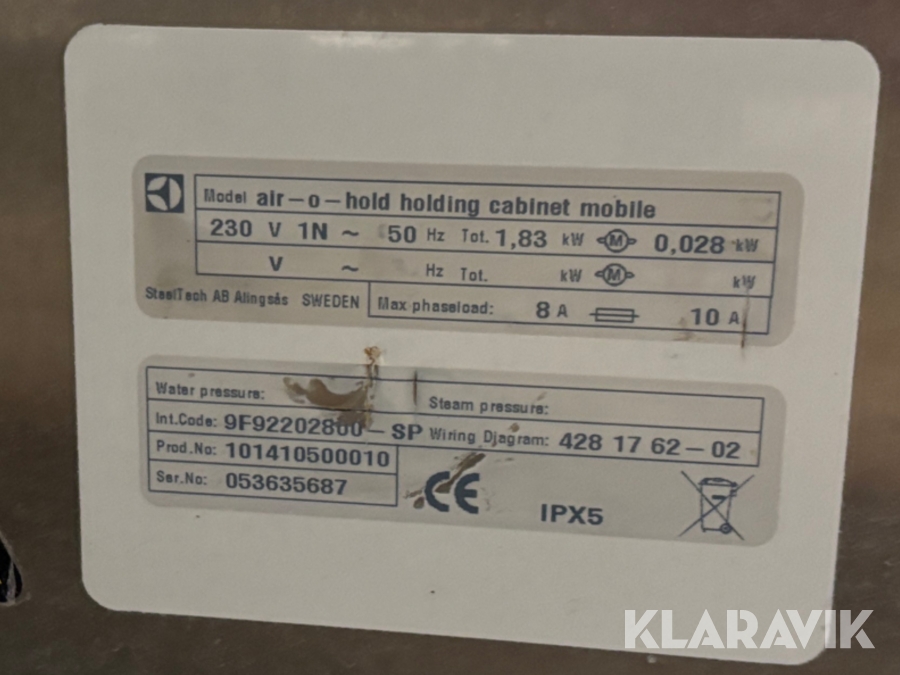 Model air-o-hold holding cabinet mobile
230 V 1N ~ 50 Hz Tot. 1,83 kW M 0,028 kW
V ~ Hz Tot. kW M kW
SteelTech AB Alingsås SWEDEN Max phaseload: 8 A 10 A
Water pressure: Steam pressure:
Int.Code: 9F92202800-SP Wiring Djagram: 428 17 62-02
Prod.No: 101410500010
Ser.No: 053635687
CE IPX5
KLARAVIK